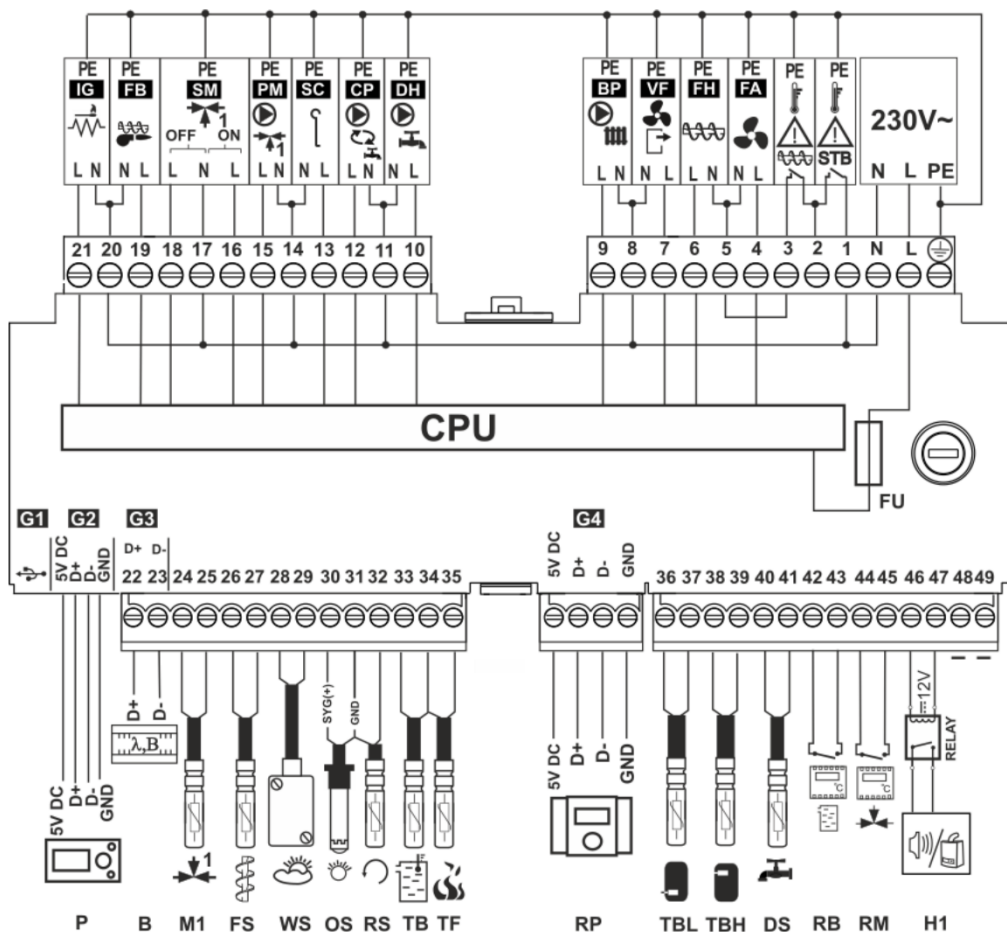 PE PE PE PE PE PE PE PE PE PE PE PE PE
IG FB SM PM SC CP DH BP VF FH FA
1
1
OFF ON
STB
230V~
L N N L L N L L N N L L N N L L N N L L N N L N L PE
21 20 19 18 17 16 15 14 13 12 11 10 9 8 7 6 5 4 3 2 1 N L
CPU
FU
G1 G2 G3 G4
5V DC D+ D- GND D+ D- 5V DC D+ D- GND
22 23 24 25 26 27 28 29 30 31 32 33 34 35 36 37 38 39 40 41 42 43 44 45 46 47 48 49
D+ D- SYG(+) GND
12V
RELAY
λ,B
5V DC D+ D- GND 5V DC D+ D- GND
°C °C
1
P B M1 FS WS OS RS TB TF RP TBL TBH DS RB RM H1